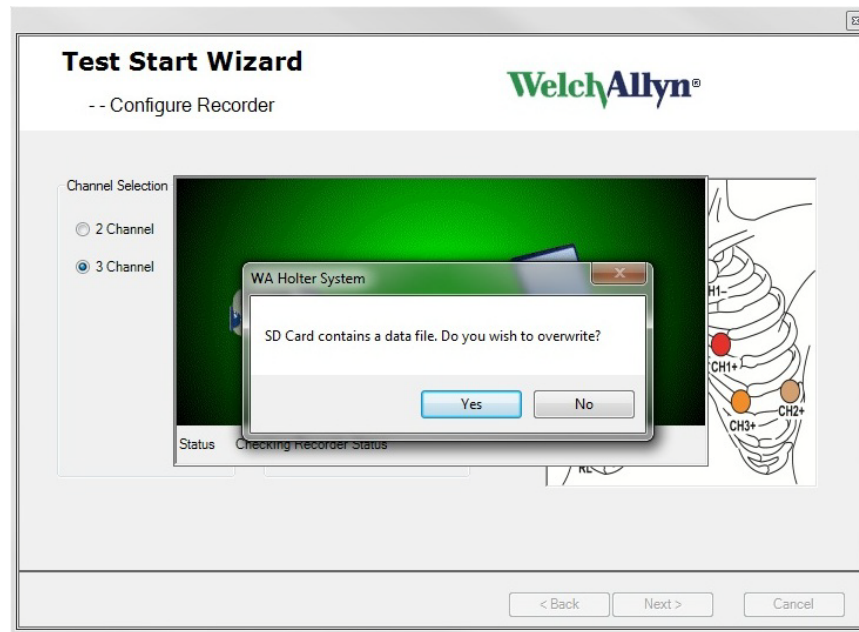 Test Start Wizard
-- Configure Recorder
WelchAllyn®
Channel Selection
2 Channel
3 Channel
WA Holter System
SD Card contains a data file. Do you wish to overwrite?
Yes
No
Status
Checking Recorder Status
CH1-
CH1+
CH2+
CH3+
RL
< Back
Next >
Cancel